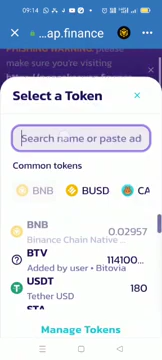 09:14
...ap.finance
PHISHING WARNING: please
make sure you're visiting
Select a Token
Search name or paste ad
Common tokens
BNB
BUSD
CA
BNB
0.02957
Binance Chain Native
BTV
114100...
Added by user • Bitovia
USDT
180
Tether USD
STA
Manage Tokens